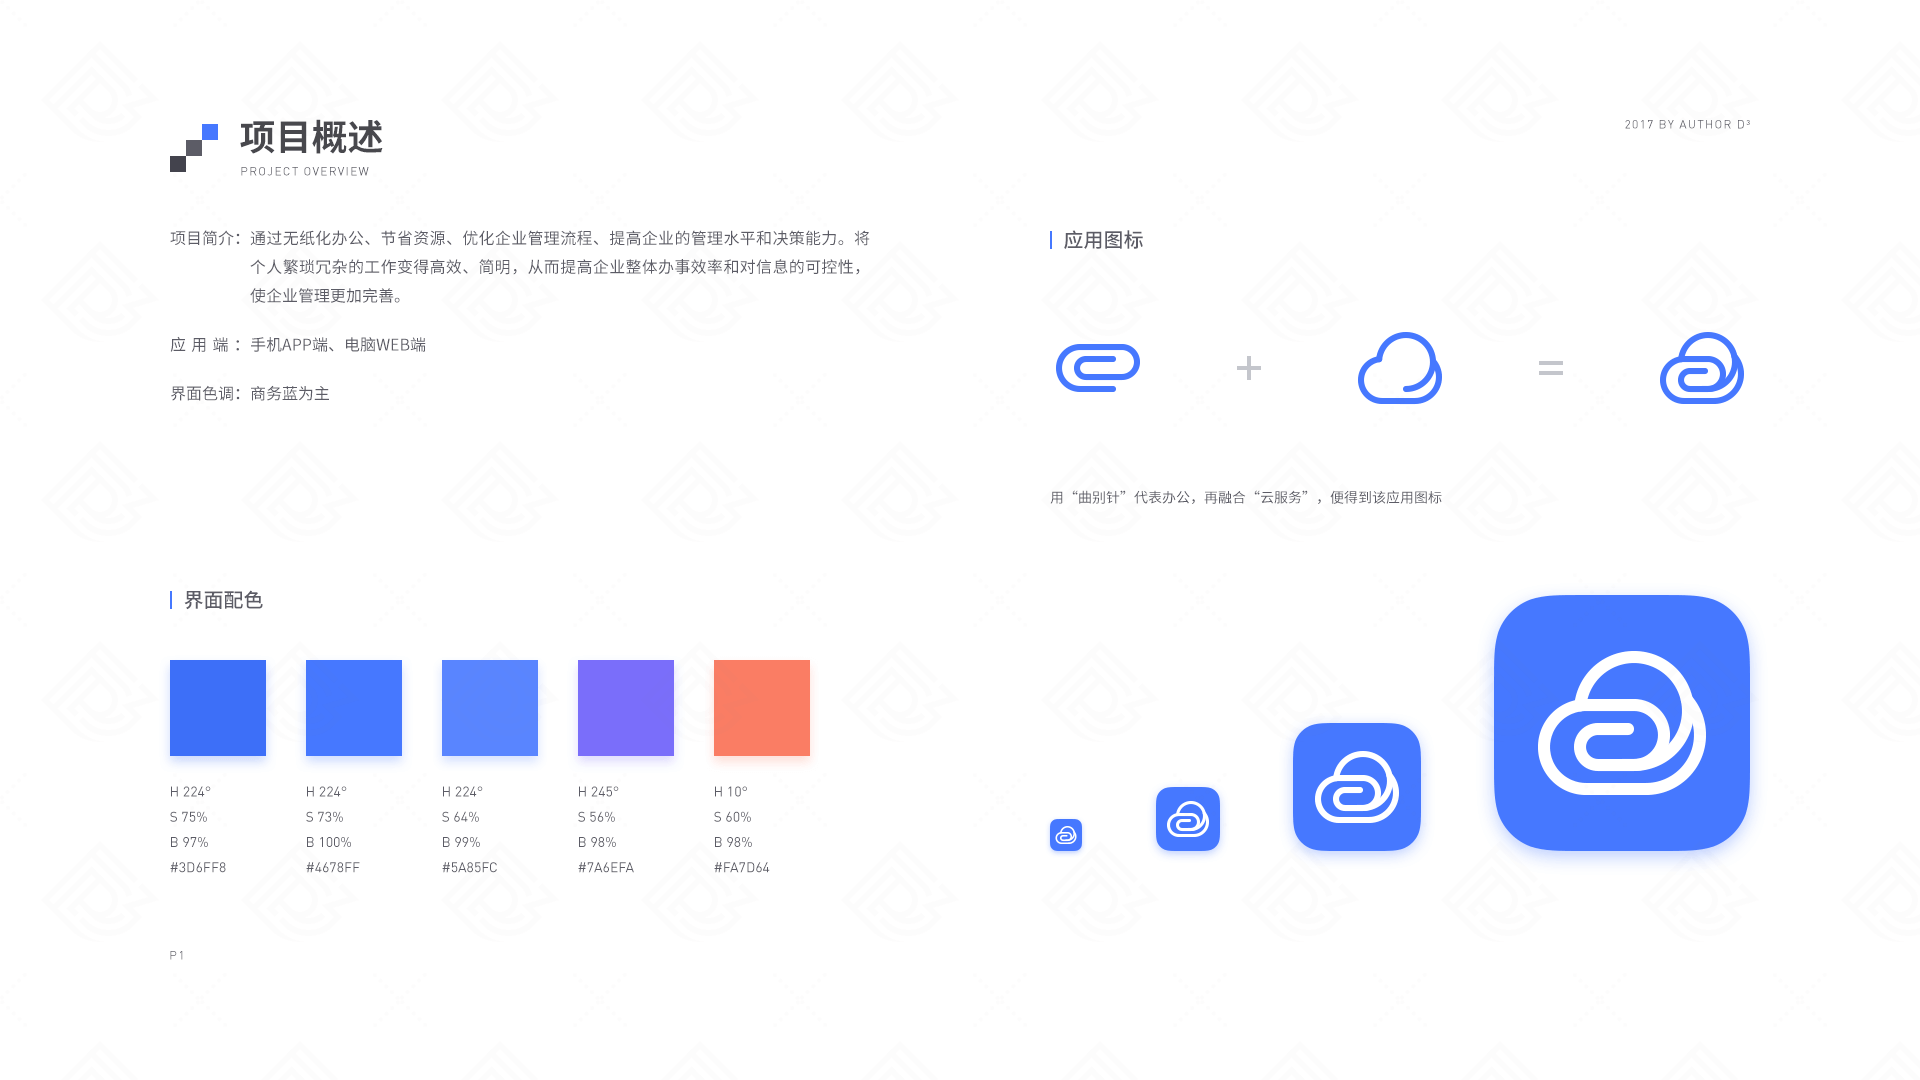 项目概述
PROJECT OVERVIEW
2017 BY AUTHOR D³
项目简介：通过无纸化办公、节省资源、优化企业管理流程、提高企业的管理水平和决策能力。将
个人繁琐冗杂的工作变得高效、简明，从而提高企业整体办事效率和对信息的可控性，
使企业管理更加完善。
应 用 端 ：手机APP端、电脑WEB端
界面色调：商务蓝为主
应用图标
用“曲别针”代表办公，再融合“云服务”，便得到该应用图标
界面配色
H 224°
S 75%
B 97%
#3D6FF8
H 224°
S 73%
B 100%
#4678FF
H 224°
S 64%
B 99%
#5A85FC
H 245°
S 56%
B 98%
#7A6EFA
H 10°
S 60%
B 98%
#FA7D64
P1